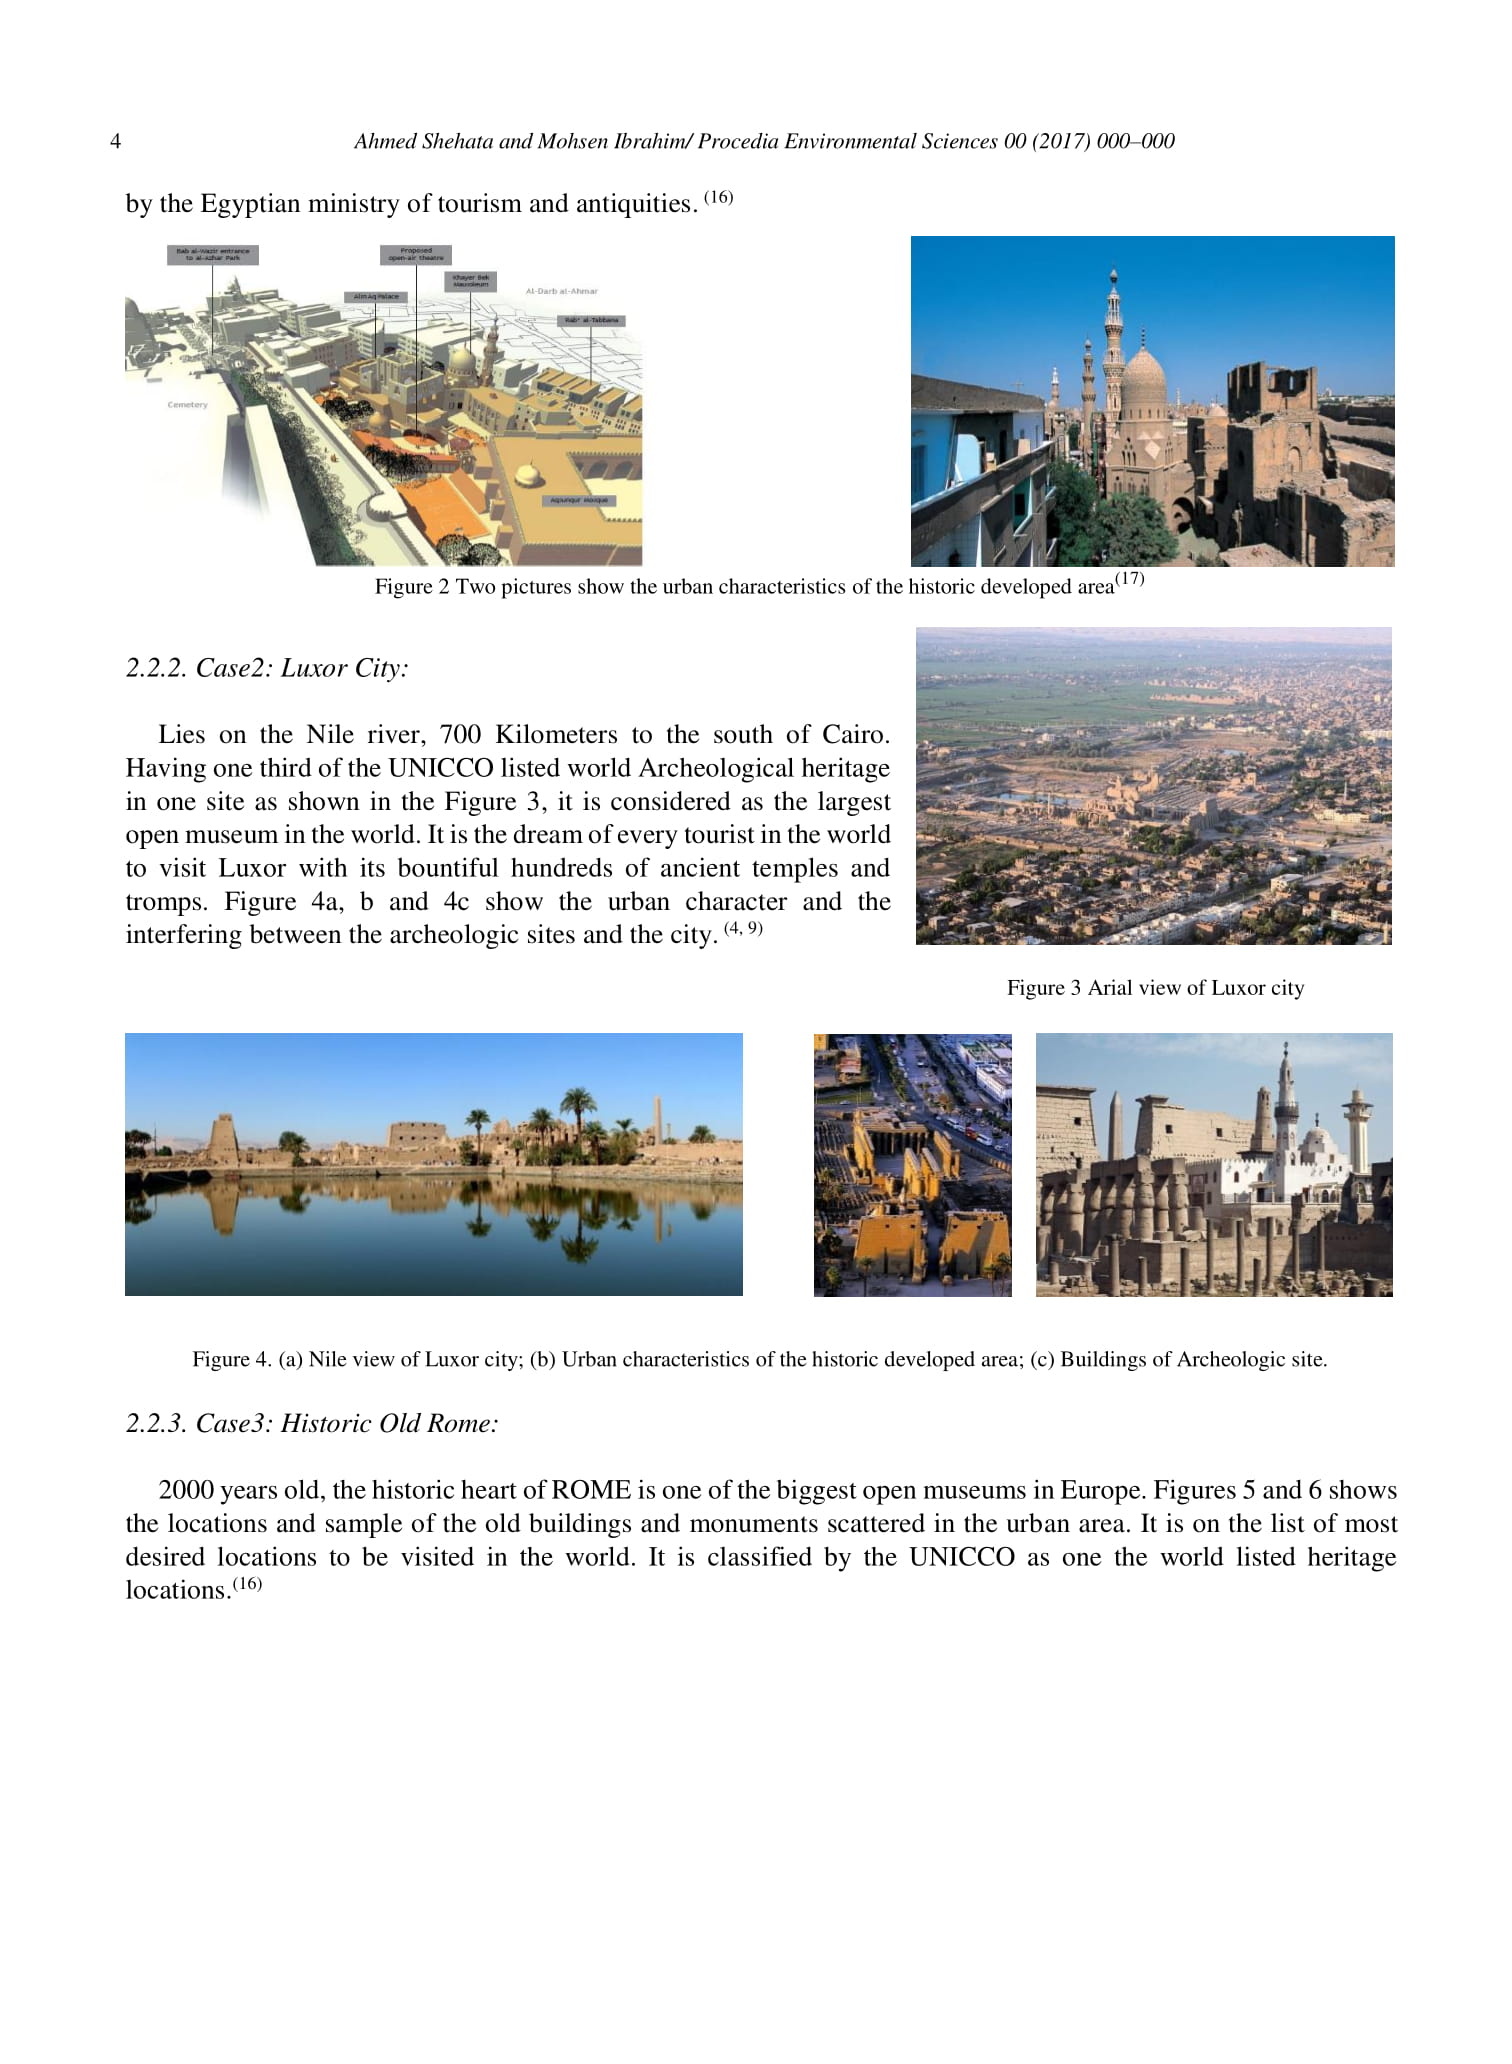 4
Ahmed Shehata and Mohsen Ibrahim/ Procedia Environmental Sciences 00 (2017) 000–000
by the Egyptian ministry of tourism and antiquities. (16)
Bab al-Wazir entrance
to al-Azhar Park
Proposed
open-air theatre
Khayer Bek
Mausoleum
Alin Aq Palace
Al-Darb al-Ahmar
Rab' al-Tabbana
Cemetery
Aqsunqur Mosque
Figure 2 Two pictures show the urban characteristics of the historic developed area(17)
2.2.2. Case2: Luxor City:
Lies on the Nile river, 700 Kilometers to the south of Cairo.
Having one third of the UNICCO listed world Archeological heritage
in one site as shown in the Figure 3, it is considered as the largest
open museum in the world. It is the dream of every tourist in the world
to visit Luxor with its bountiful hundreds of ancient temples and
tromps. Figure 4a, b and 4c show the urban character and the
interfering between the archeologic sites and the city. (4, 9)
Figure 3 Arial view of Luxor city
Figure 4. (a) Nile view of Luxor city; (b) Urban characteristics of the historic developed area; (c) Buildings of Archeologic site.
2.2.3. Case3: Historic Old Rome:
2000 years old, the historic heart of ROME is one of the biggest open museums in Europe. Figures 5 and 6 shows
the locations and sample of the old buildings and monuments scattered in the urban area. It is on the list of most
desired locations to be visited in the world. It is classified by the UNICCO as one the world listed heritage
locations.(16)